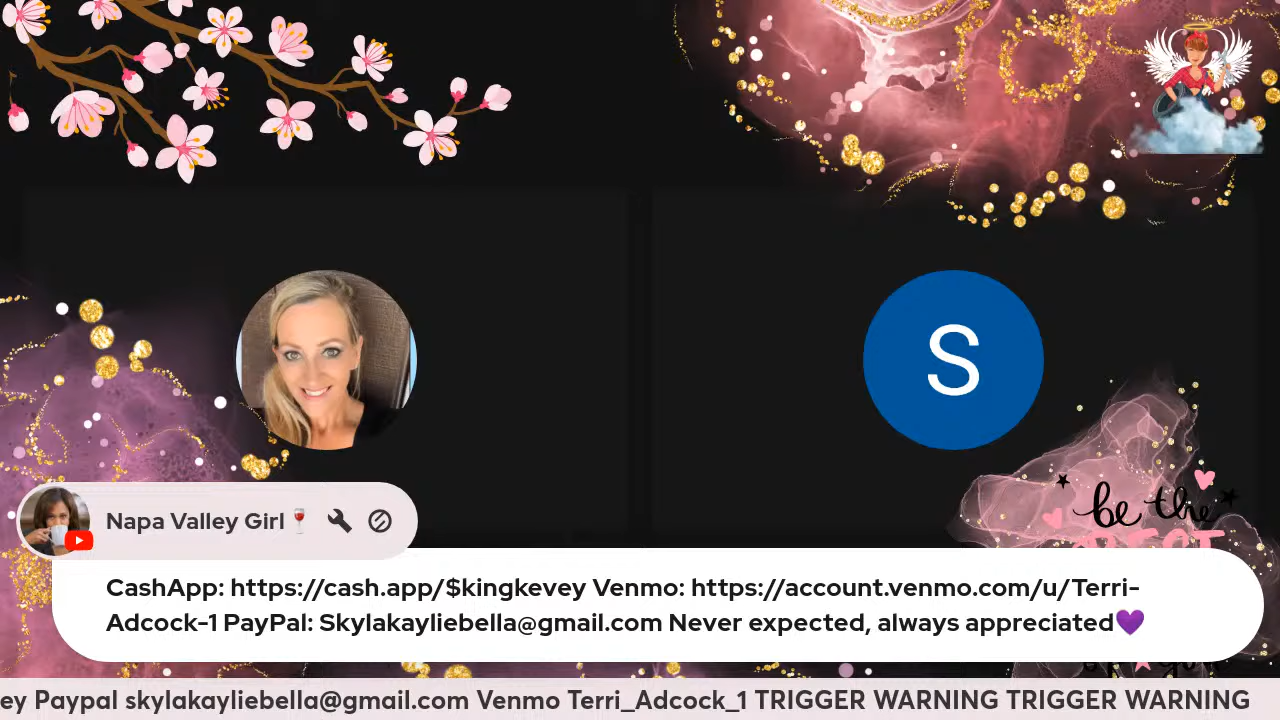 S
be the
Napa Valley Girl🍷
CashApp: https://cash.app/$kingkevey Venmo: https://account.venmo.com/u/Terri-
Adcock-1 PayPal: Skylakayliebella@gmail.com Never expected, always appreciated💜
ey Paypal skylakayliebella@gmail.com Venmo Terri_Adcock_1 TRIGGER WARNING TRIGGER WARNING